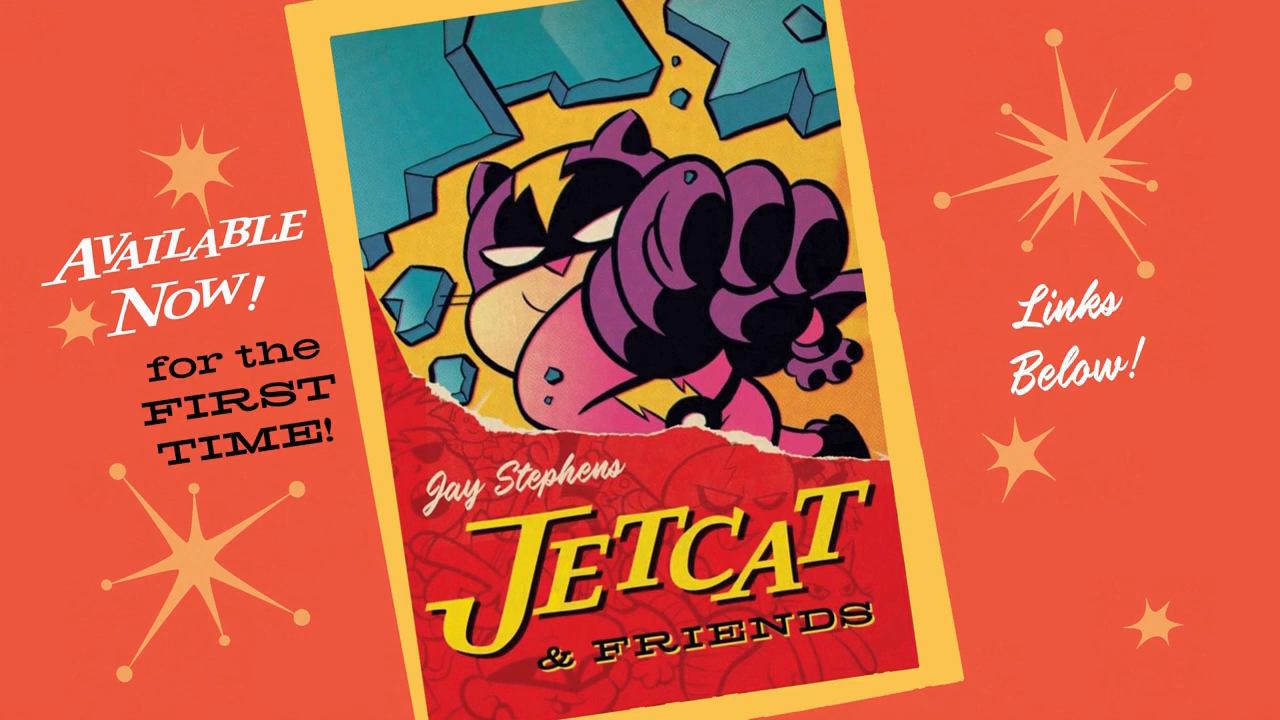 AVAILABLE
NOW!
for the
FIRST
TIME!
Jay Stephens
JETCAT
& FRIENDS
Links
Below!